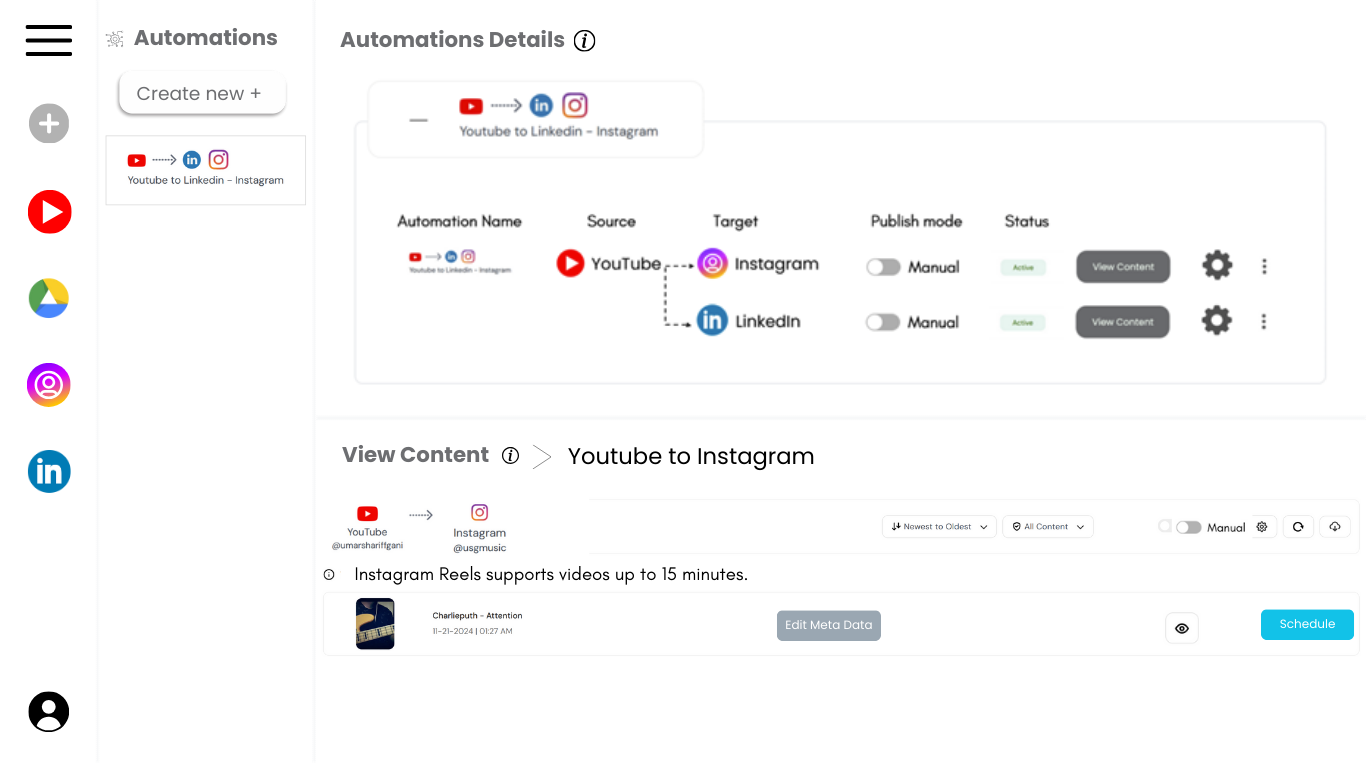 Automations
Create new +
Youtube to Linkedin - Instagram
Automations Details
Youtube to Linkedin - Instagram
Automation Name Source Target Publish mode Status
Youtube to Linkedin - Instagram YouTube Instagram Manual Active View Content
LinkedIn Manual Active View Content
View Content Youtube to Instagram
YouTube
@umarshariffgani
Instagram
@usgmusic
Newest to Oldest All Content Manual
Instagram Reels supports videos up to 15 minutes.
Charlieputh - Attention
11-21-2024 | 01:27 AM
Edit Meta Data
Schedule